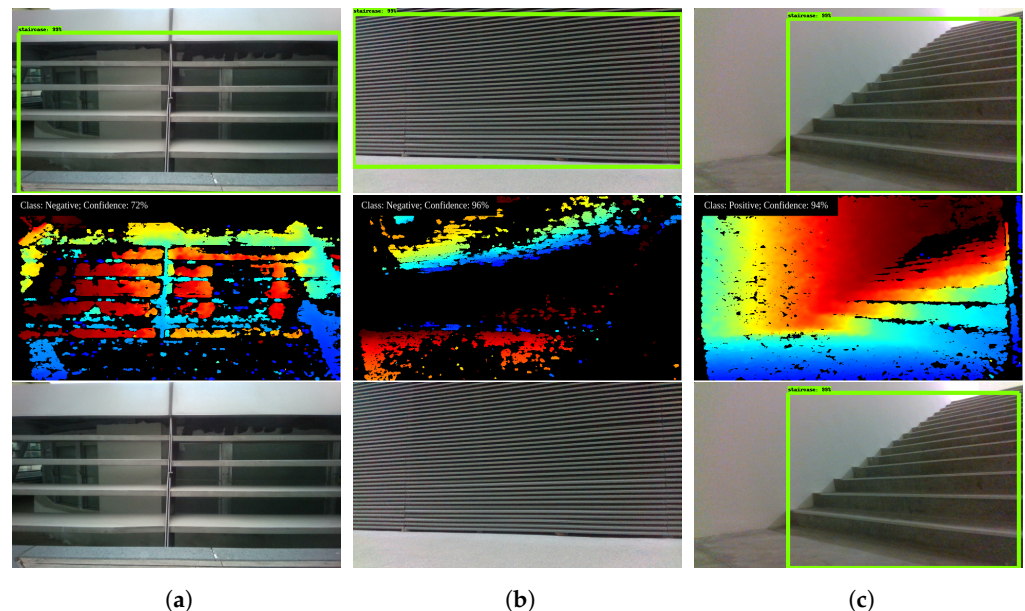 staircase: 99%
staircase: 99%
staircase: 99%
Class: Negative; Confidence: 72%
Class: Negative; Confidence: 96%
Class: Positive; Confidence: 94%
staircase: 99%
(a)
(b)
(c)